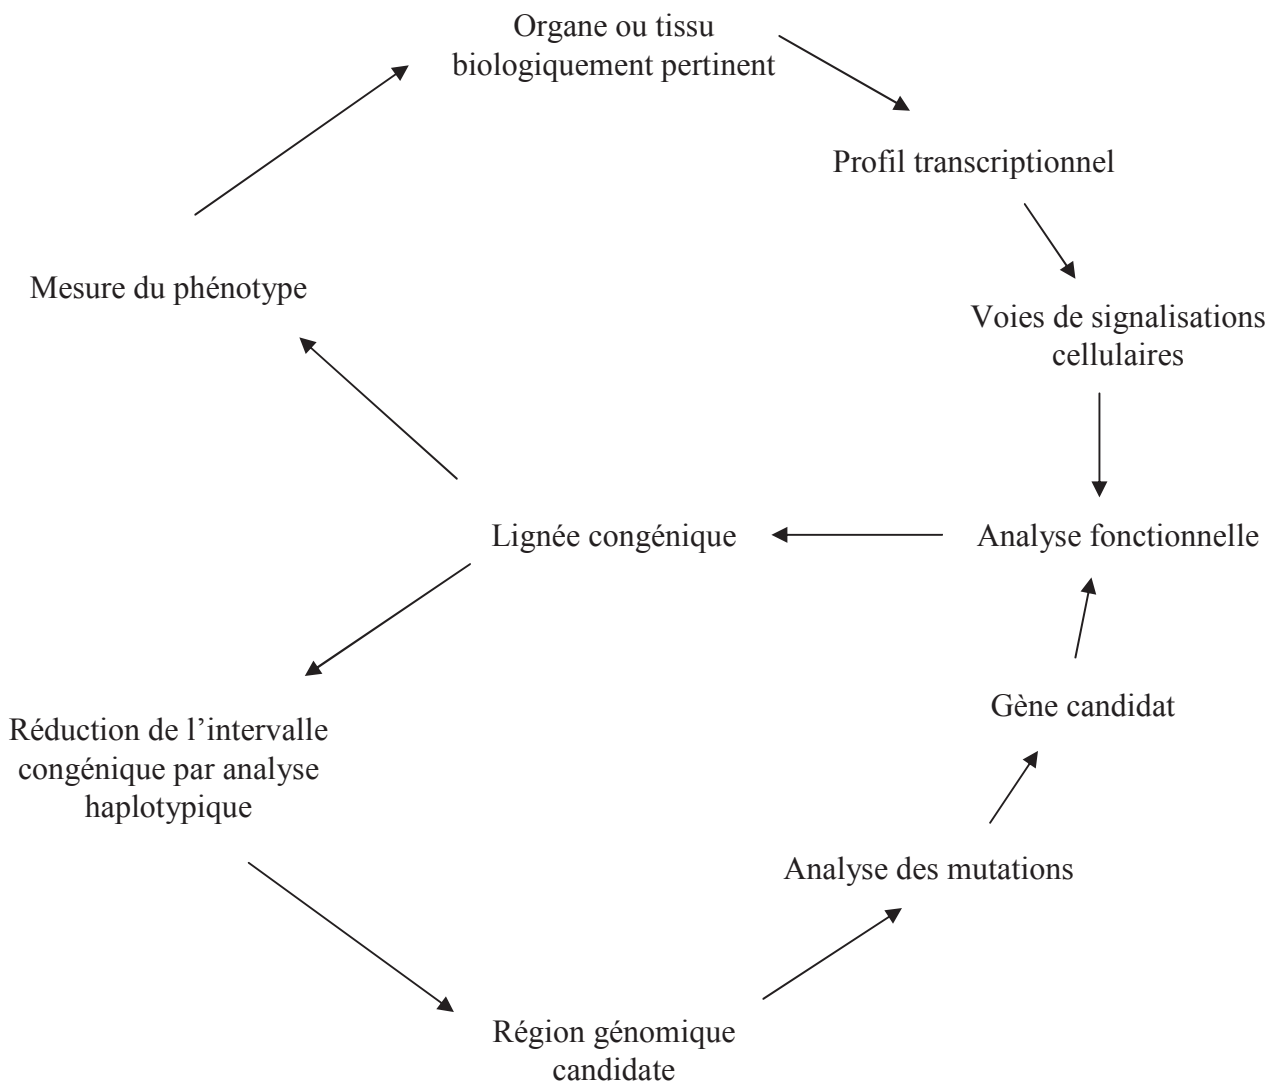 Organe ou tissu
biologiquement pertinent
Profil transcriptionnel
Mesure du phénotype
Voies de signalisations
cellulaires
Lignée congénique
Analyse fonctionnelle
Gène candidat
Réduction de l’intervalle
congénique par analyse
haplotypique
Analyse des mutations
Région génomique
candidate